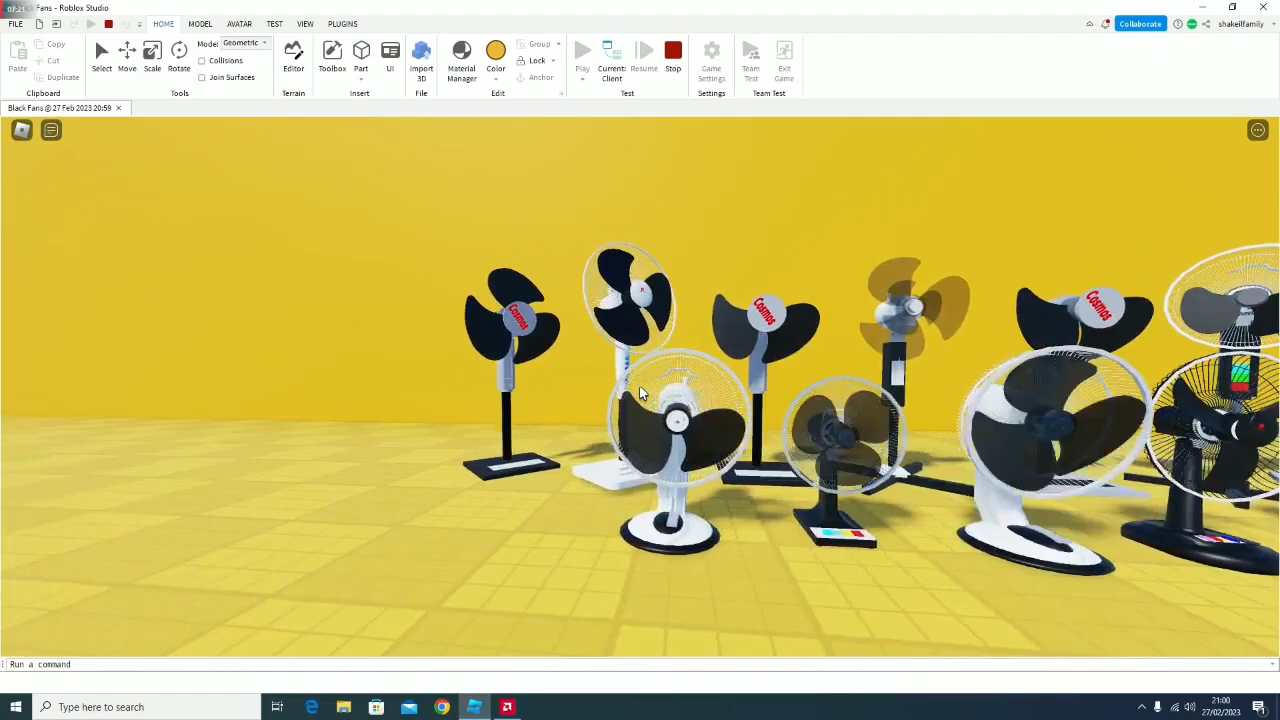 07:21
Fans - Roblox Studio
FILE
HOME MODEL AVATAR TEST VIEW PLUGINS
Collaborate
shakeilfamily
Paste
Copy
Cut
Duplicate
Clipboard
Select Move Scale Rotate
Mode: Geometric
Collisions
Join Surfaces
Tools
Editor
Terrain
Toolbox Part UI
Insert
Import 3D
File
Material Manager
Color
Group
Lock
Anchor
Edit
Play
Current: Client
Resume
Stop
Test
Game Settings
Settings
Team Test
Exit Game
Team Test
Black Fans @ 27 Feb 2023 20:59
Cosmos
Cosmos
Cosmos
Run a command
Type here to search
21:00
27/02/2023
1